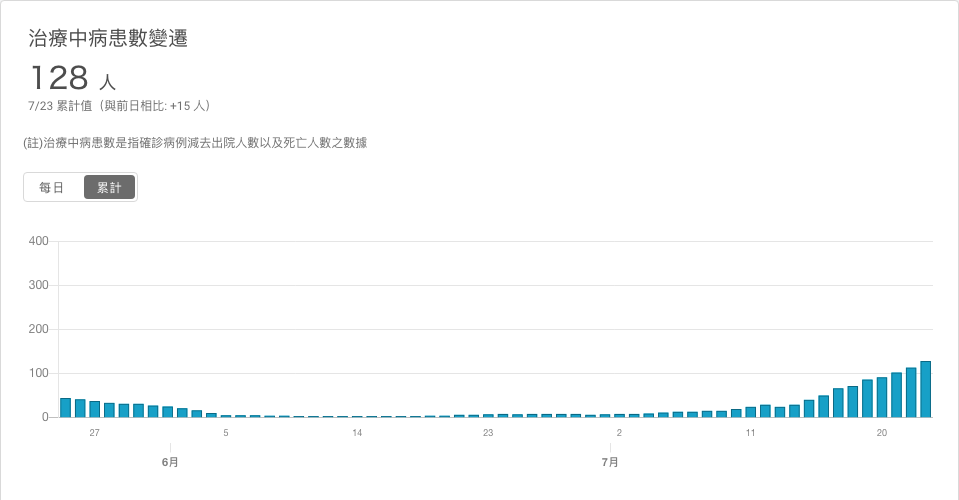 治療中病患數變遷
128 人
7/23 累計值（與前日相比: +15 人）
(註)治療中病患數是指確診病例減去出院人數以及死亡人數之數據
每日 累計
400
300
200
100
0
27 5 14 23 2 11 20
6月 7月